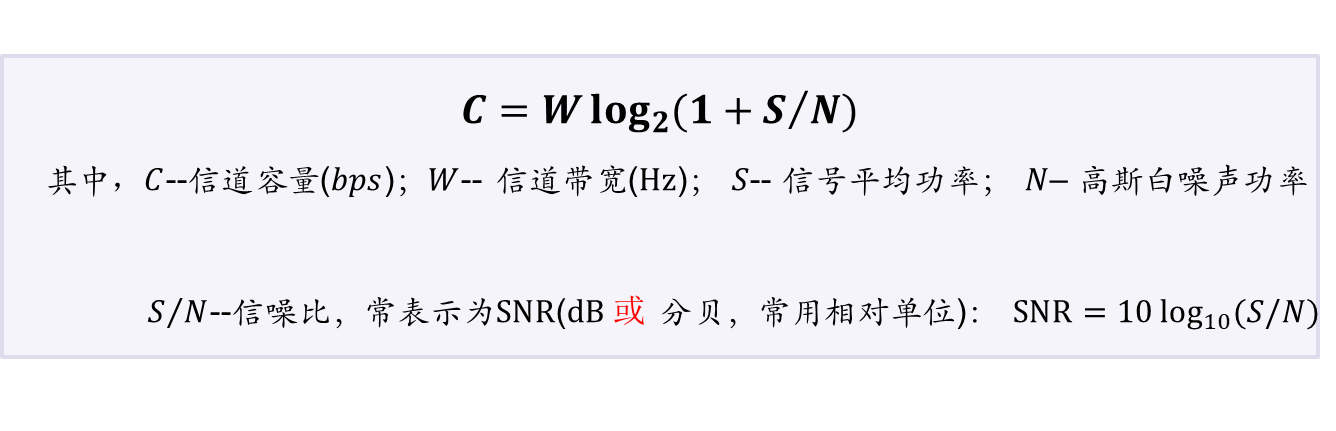 C = W log₂(1 + S/N)
其中，C--信道容量(bps)；W-- 信道带宽(Hz)； S-- 信号平均功率； N– 高斯白噪声功率
S/N--信噪比，常表示为SNR(dB 或 分贝，常用相对单位)： SNR = 10 log₁₀(S/N)